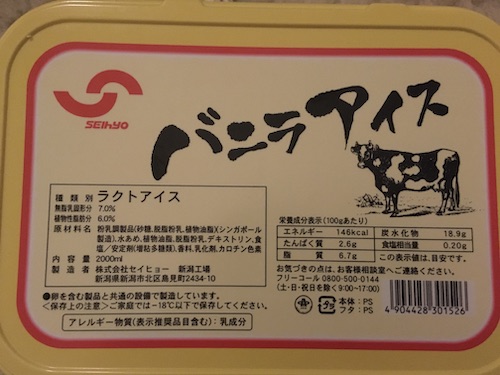 SEIHYO
バニラアイス
種類別 ラクトアイス
無脂乳固形分 7.0%
植物性脂肪分 6.0%
原材料名 粉乳調製品(砂糖、脱脂粉乳、植物油脂)(シンガポール
製造)、水あめ、植物油脂、脱脂粉乳、デキストリン、食
塩/安定剤(増粘多糖類)、香料、乳化剤、カロテン色素
内容量 2000ml
製造者 株式会社セイヒョー 新潟工場
新潟県新潟市北区島見町2434-10
●卵を含む製品と共通の設備で製造しています。
<保存上の注意>ご家庭では-18℃以下で保存してください。
アレルギー物質(表示推奨品目含む):乳成分
栄養成分表示(100gあたり)
エネルギー 146kcal 炭水化物 18.9g
たんぱく質 2.6g 食塩相当量 0.20g
脂質 6.7g この表示値は、目安です。
お気づきの点は、お客様相談室へご連絡ください。
フリーコール 0800-500-0144
(土・日・祝日を除く9:00~17:00)
紙 プラ 本体:PS
フタ:PS
4 904428 301526